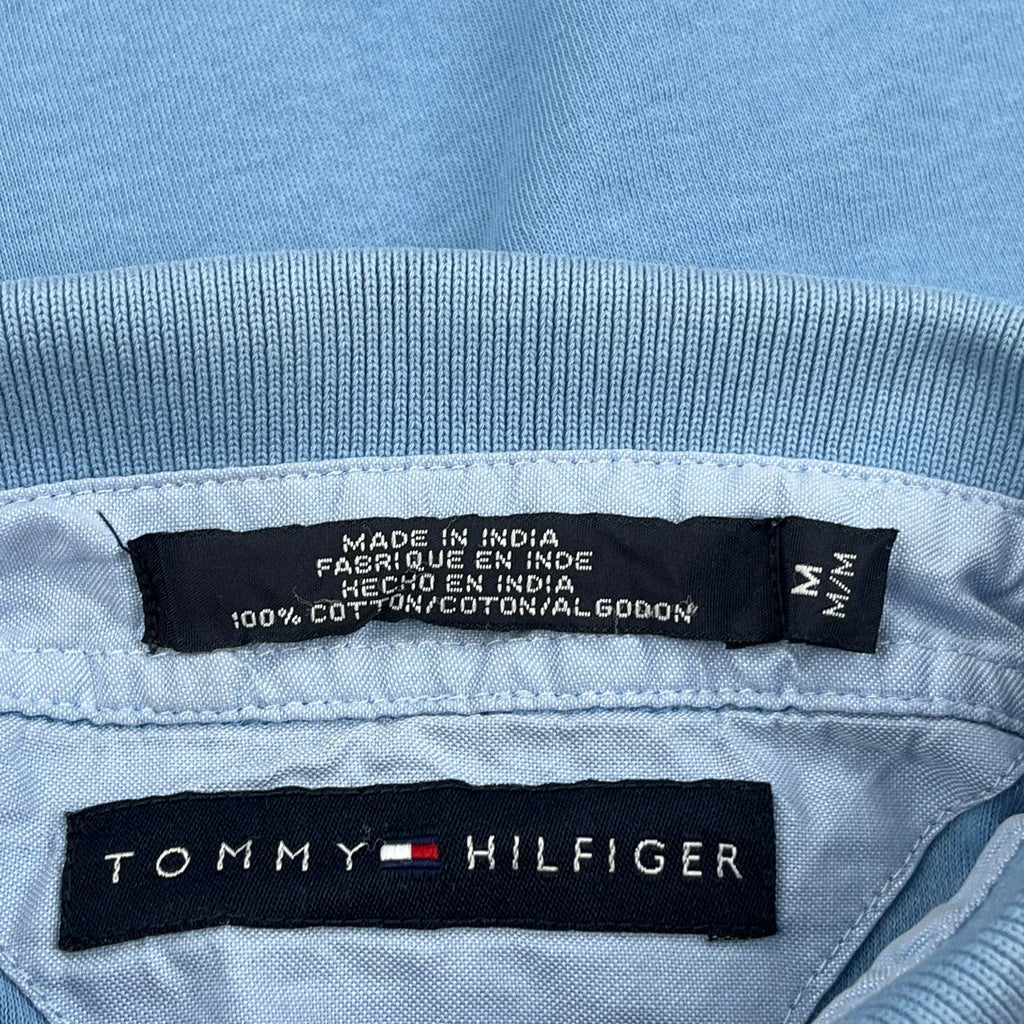 MADE IN INDIA
FABRIQUE EN INDE
HECHO EN INDIA
100% COTTON/COTON/ALGODON
M
M/M
TOMMY HILFIGER